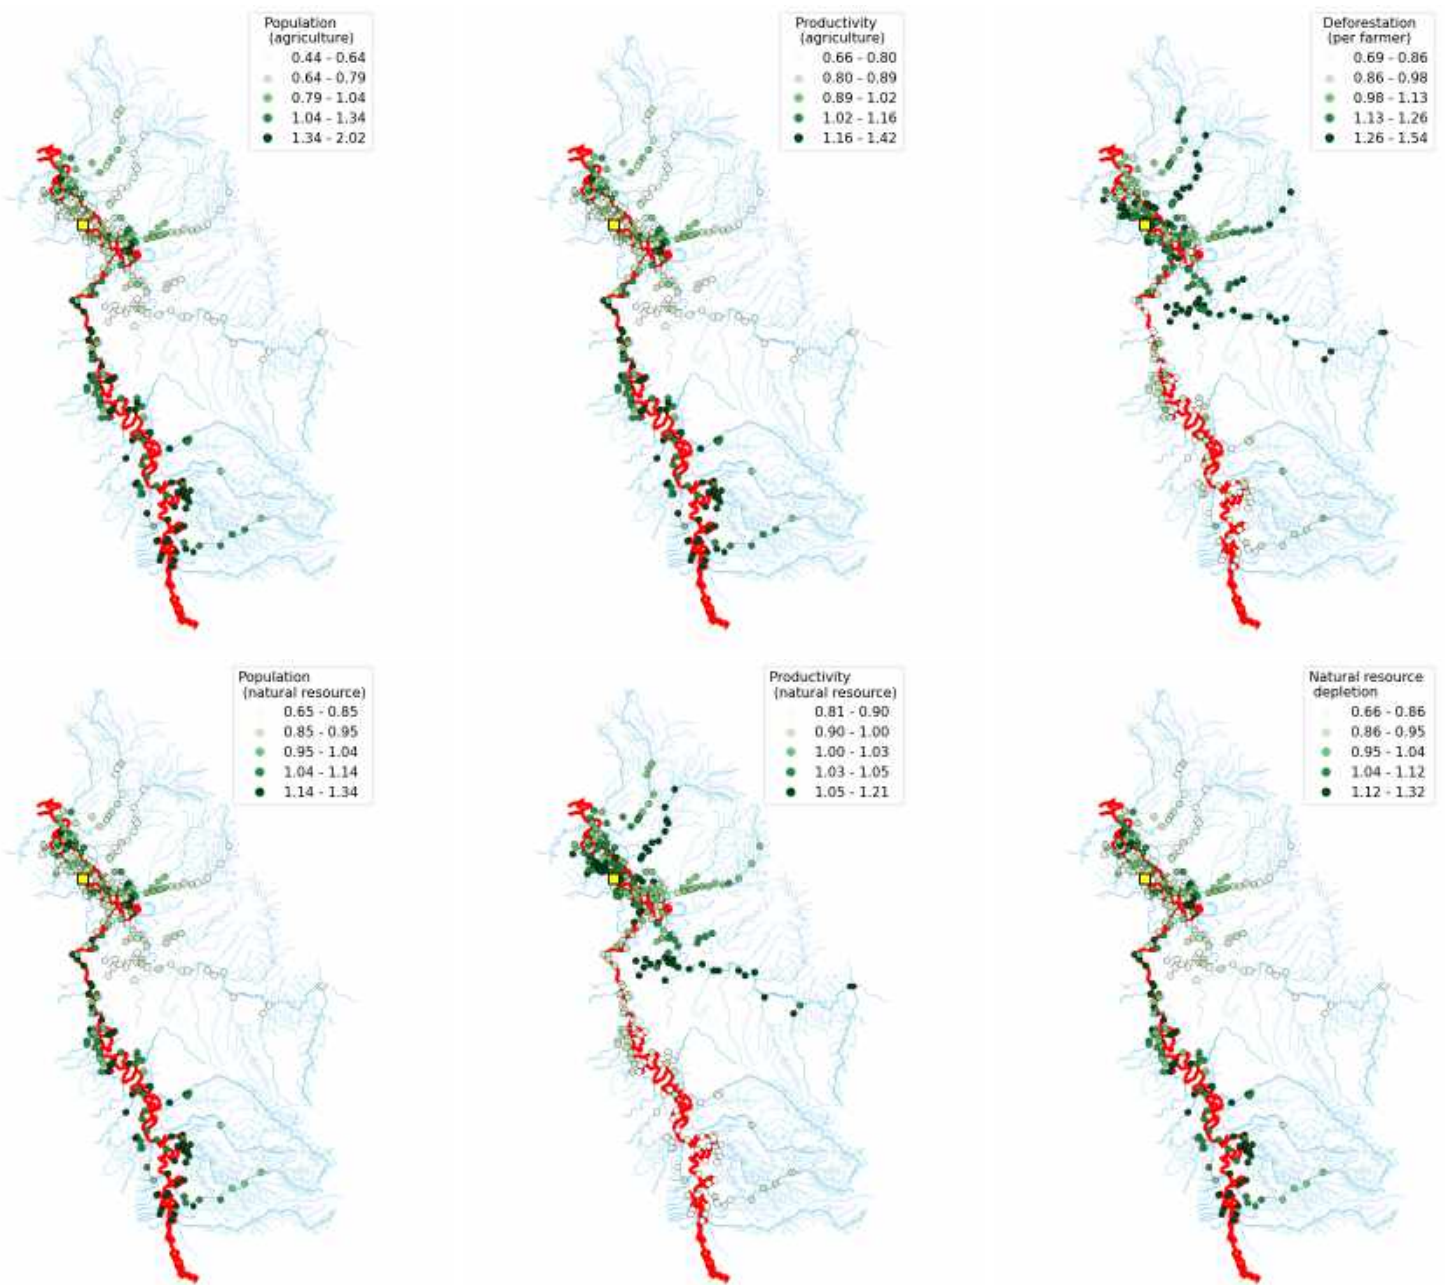 Population
(agriculture)
0.44 - 0.64
0.64 - 0.79
0.79 - 1.04
1.04 - 1.34
1.34 - 2.02
Productivity
(agriculture)
0.66 - 0.80
0.80 - 0.89
0.89 - 1.02
1.02 - 1.16
1.16 - 1.42
Deforestation
(per farmer)
0.69 - 0.86
0.86 - 0.98
0.98 - 1.13
1.13 - 1.26
1.26 - 1.54
Population
(natural resource)
0.65 - 0.85
0.85 - 0.95
0.95 - 1.04
1.04 - 1.14
1.14 - 1.34
Productivity
(natural resource)
0.81 - 0.90
0.90 - 1.00
1.00 - 1.03
1.03 - 1.05
1.05 - 1.21
Natural resource
depletion
0.66 - 0.86
0.86 - 0.95
0.95 - 1.04
1.04 - 1.12
1.12 - 1.32